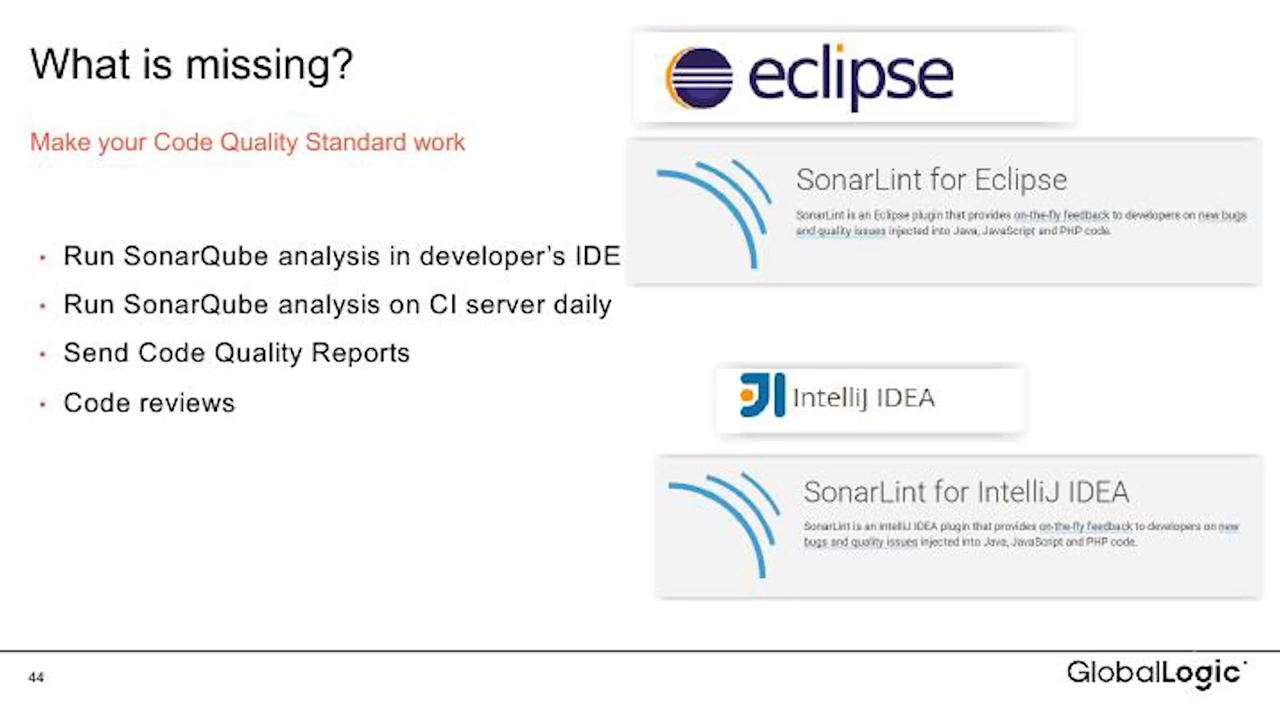 What is missing?
Make your Code Quality Standard work
• Run SonarQube analysis in developer's IDE
• Run SonarQube analysis on CI server daily
• Send Code Quality Reports
• Code reviews
eclipse
SonarLint for Eclipse
SonarLint is an Eclipse plugin that provides on-the-fly feedback to developers on new bugs
and quality issues injected into Java, JavaScript and PHP code.
IntelliJ IDEA
SonarLint for IntelliJ IDEA
SonarLint is an IntelliJ IDEA plugin that provides on-the-fly feedback to developers on new
bugs and quality issues injected into Java, JavaScript and PHP code.
44
GlobalLogic